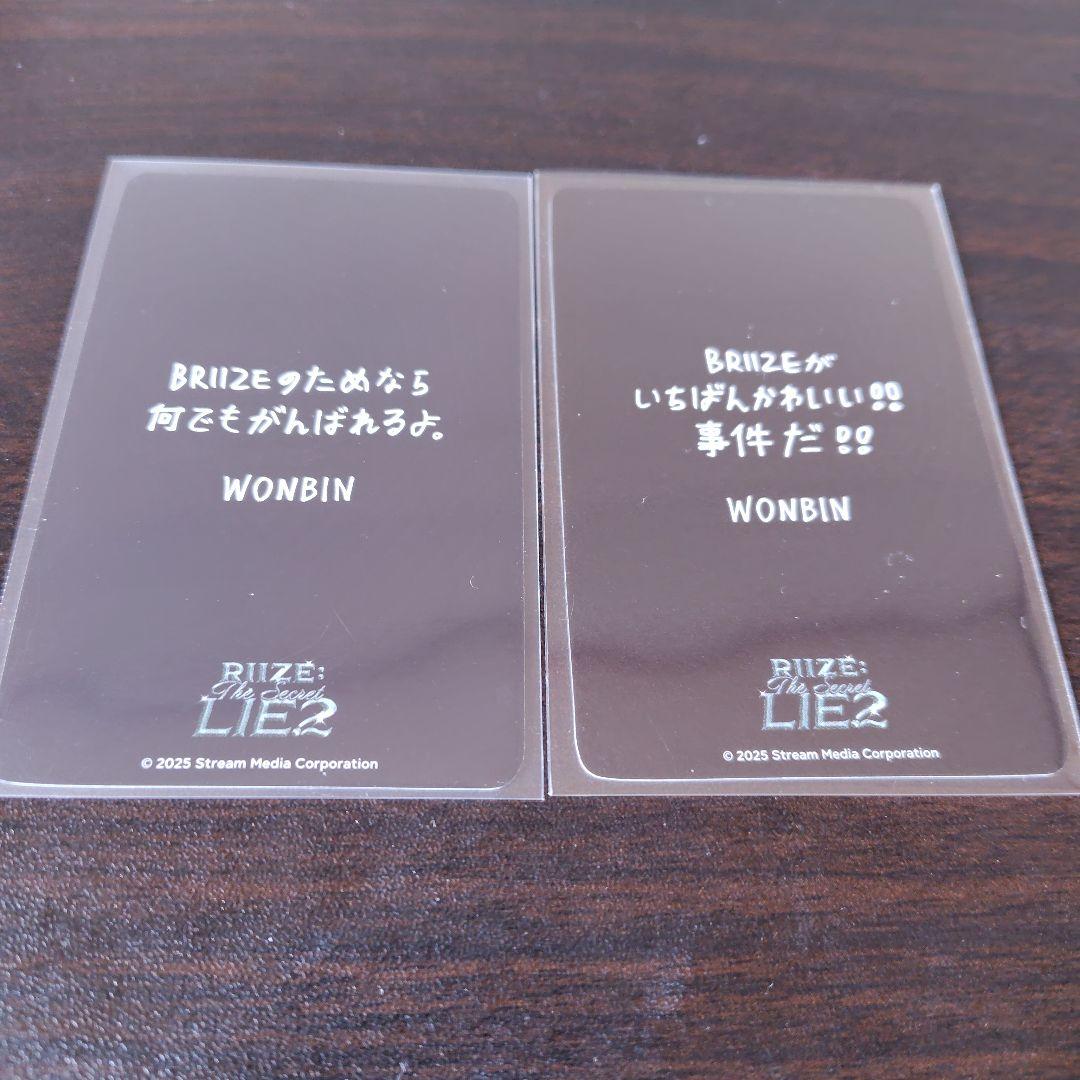 BRIIZEのためなら
何でもがんばれるよ。
WONBIN
RIIZE:
The Secret
LIE2
© 2025 Stream Media Corporation
BRIIZEが
いちばんかわいい!!
事件だ!!
WONBIN
RIIZE:
The Secret
LIE2
© 2025 Stream Media Corporation